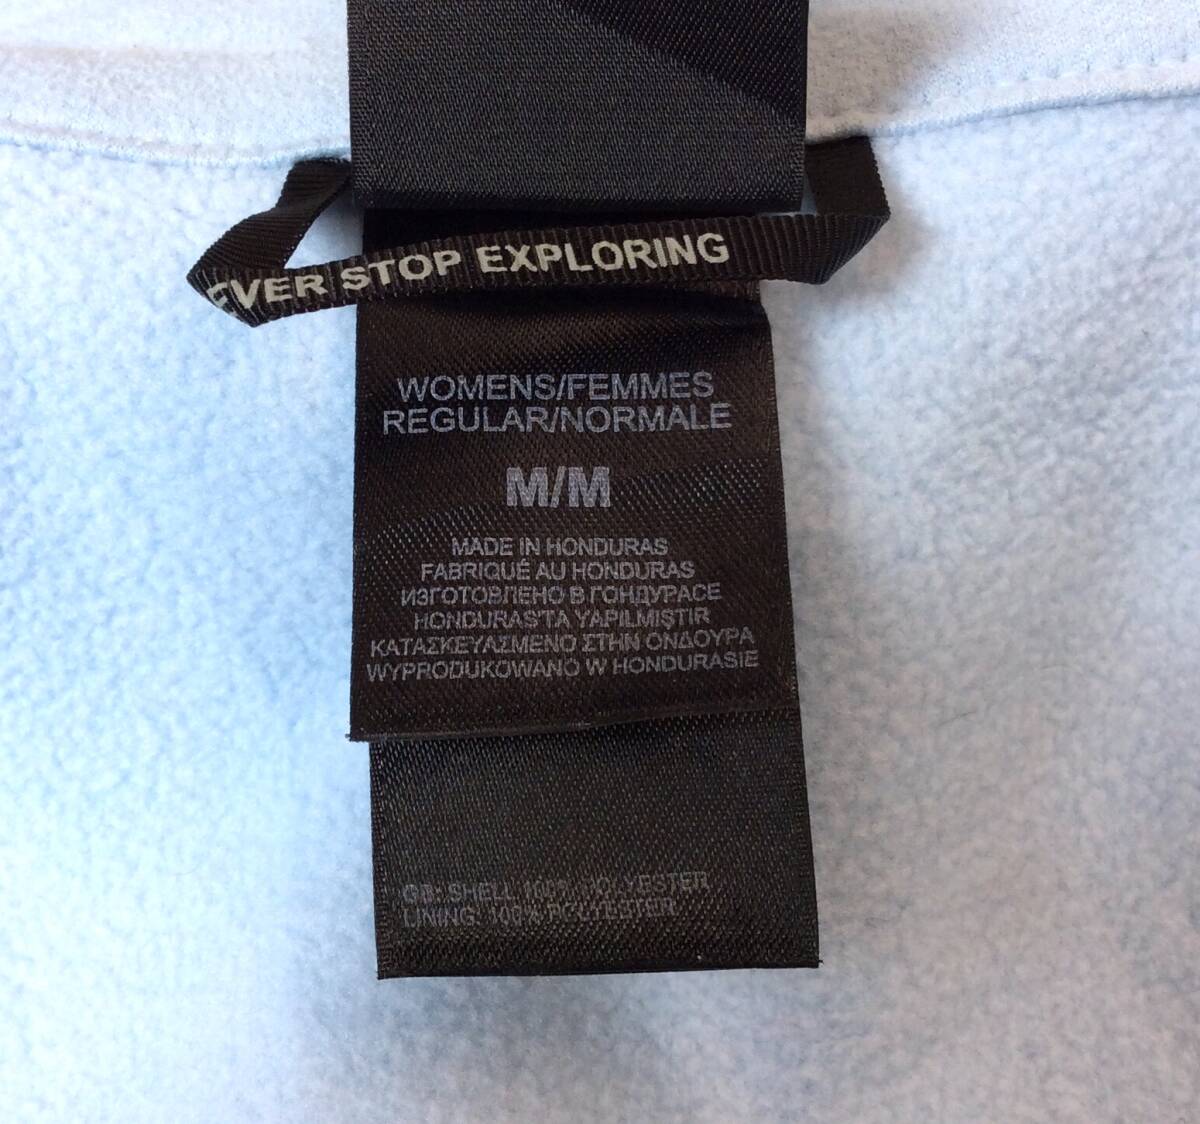 EVER STOP EXPLORING
WOMENS/FEMMES
REGULAR/NORMALE
M/M
MADE IN HONDURAS
FABRIQUÉ AU HONDURAS
ИЗГОТОВЛЕНО В ГОНДУРАСЕ
HONDURAS'TA YAPILMIŞTIR
ΚΑΤΑΣΚΕΥΑΣΜΕΝΟ ΣΤΗΝ ΟΝΔΟΥΡΑ
WYPRODUKOWANO W HONDURASIE
GB: SHELL 100% POLYESTER
LINING: 100% POLYESTER